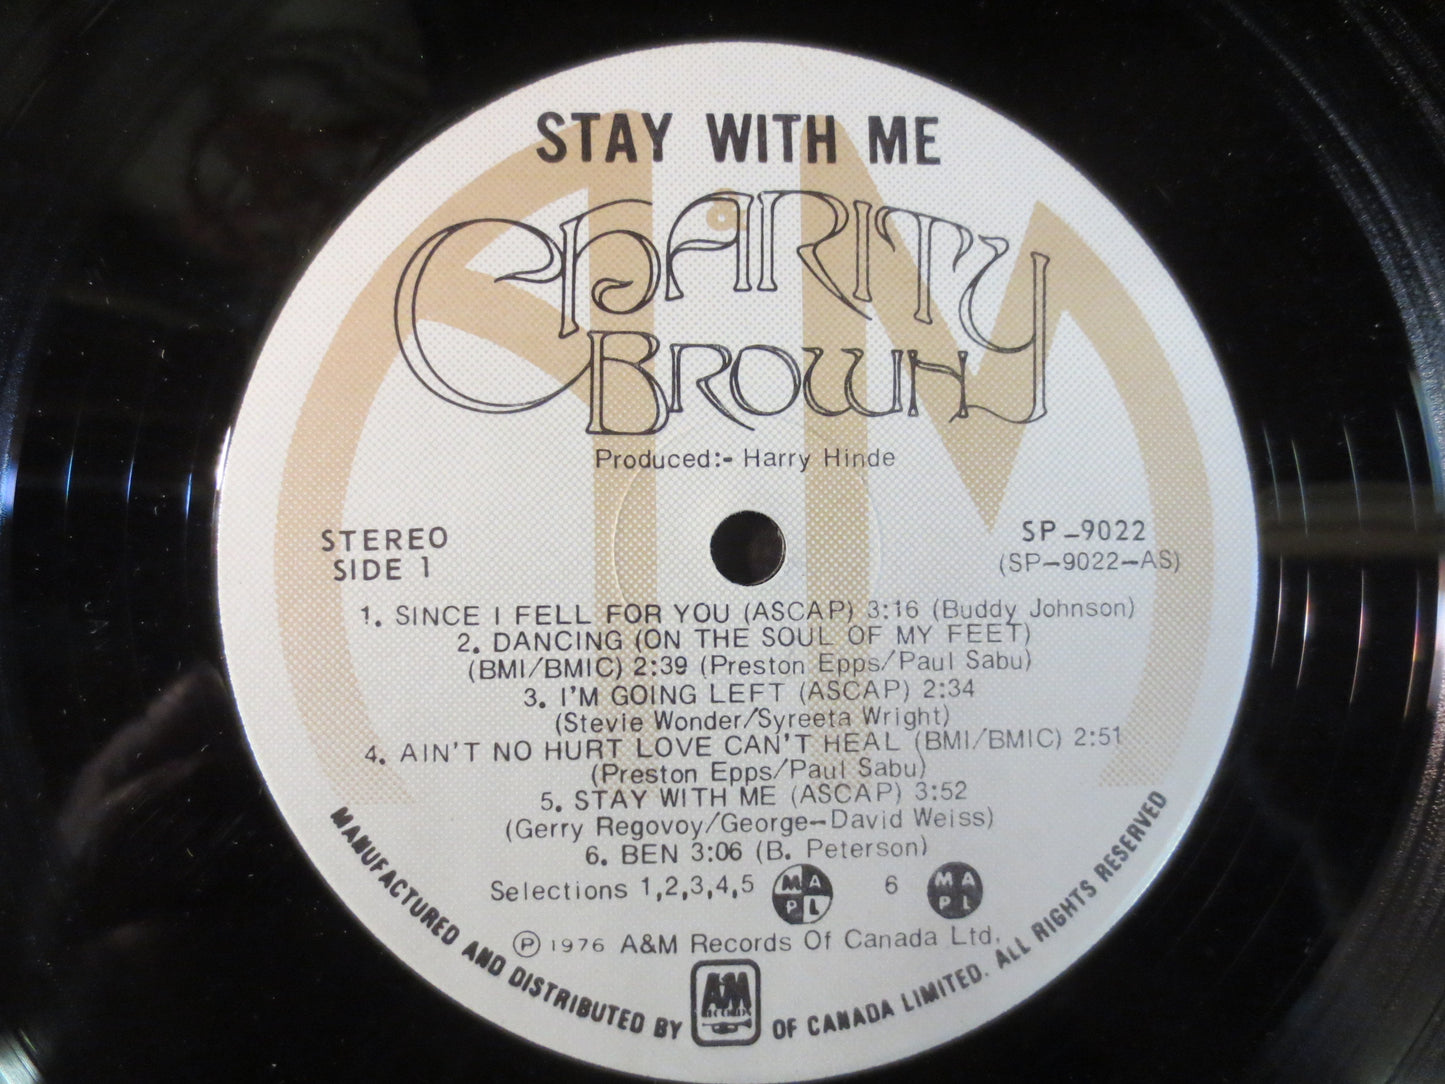 STAY WITH ME
CHARITY
BROWN
Produced:- Harry Hinde
STEREO
SIDE 1
SP-9022
(SP-9022-AS)
1. SINCE I FELL FOR YOU (ASCAP) 3:16 (Buddy Johnson)
2. DANCING (ON THE SOUL OF MY FEET)
(BMI/BMIC) 2:39 (Preston Epps/Paul Sabu)
3. I'M GOING LEFT (ASCAP) 2:34
(Stevie Wonder/Syreeta Wright)
4. AIN'T NO HURT LOVE CAN'T HEAL (BMI/BMIC) 2:51
(Preston Epps/Paul Sabu)
5. STAY WITH ME (ASCAP) 3:52
(Gerry Regovoy/George-David Weiss)
6. BEN 3:06 (B. Peterson)
Selections 1,2,3,4,5 MAPL 6 MAPL
Ⓟ 1976 A&M Records Of Canada Ltd.
MANUFACTURED AND DISTRIBUTED BY A&M RECORDS OF CANADA LIMITED. ALL RIGHTS RESERVED